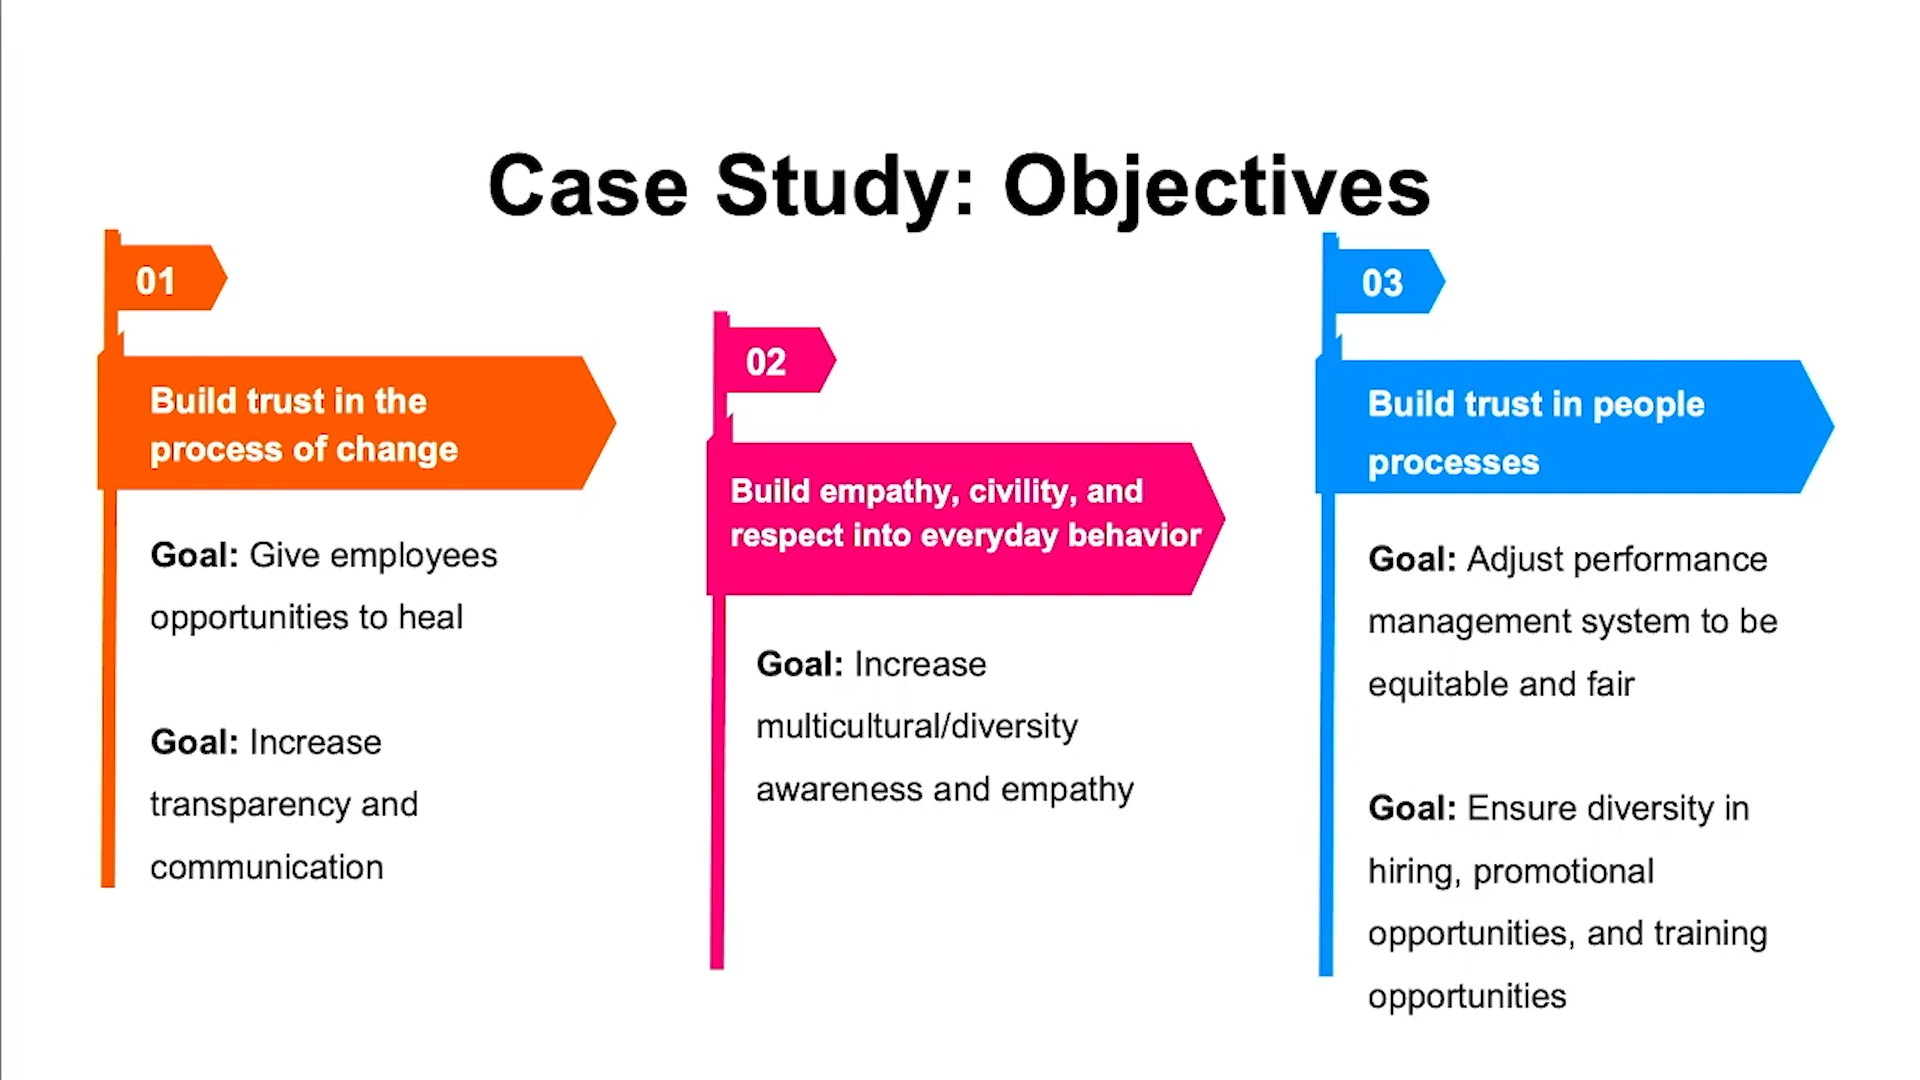 Case Study: Objectives
01
Build trust in the
process of change
Goal: Give employees
opportunities to heal
Goal: Increase
transparency and
communication
02
Build empathy, civility, and
respect into everyday behavior
Goal: Increase
multicultural/diversity
awareness and empathy
03
Build trust in people
processes
Goal: Adjust performance
management system to be
equitable and fair
Goal: Ensure diversity in
hiring, promotional
opportunities, and training
opportunities